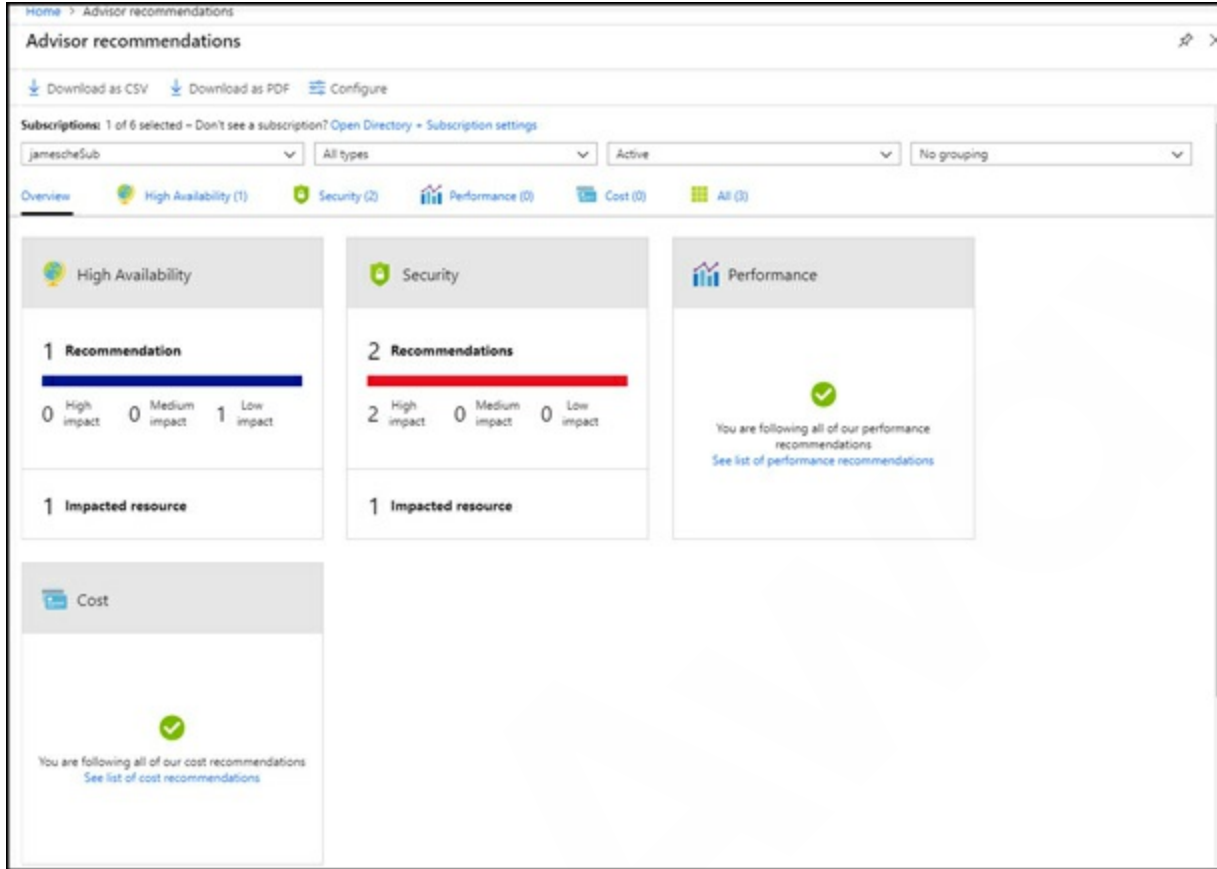 Home > Advisor recommendations
Advisor recommendations
Download as CSV Download as PDF Configure
Subscriptions: 1 of 6 selected – Don't see a subscription? Open Directory + Subscription settings
jamescheSub All types Active No grouping
Overview High Availability (1) Security (2) Performance (0) Cost (0) All (3)
High Availability
1 Recommendation
0 High impact 0 Medium impact 1 Low impact
1 Impacted resource
Security
2 Recommendations
2 High impact 0 Medium impact 0 Low impact
1 Impacted resource
Performance
You are following all of our performance
recommendations
See list of performance recommendations
Cost
You are following all of our cost recommendations
See list of cost recommendations